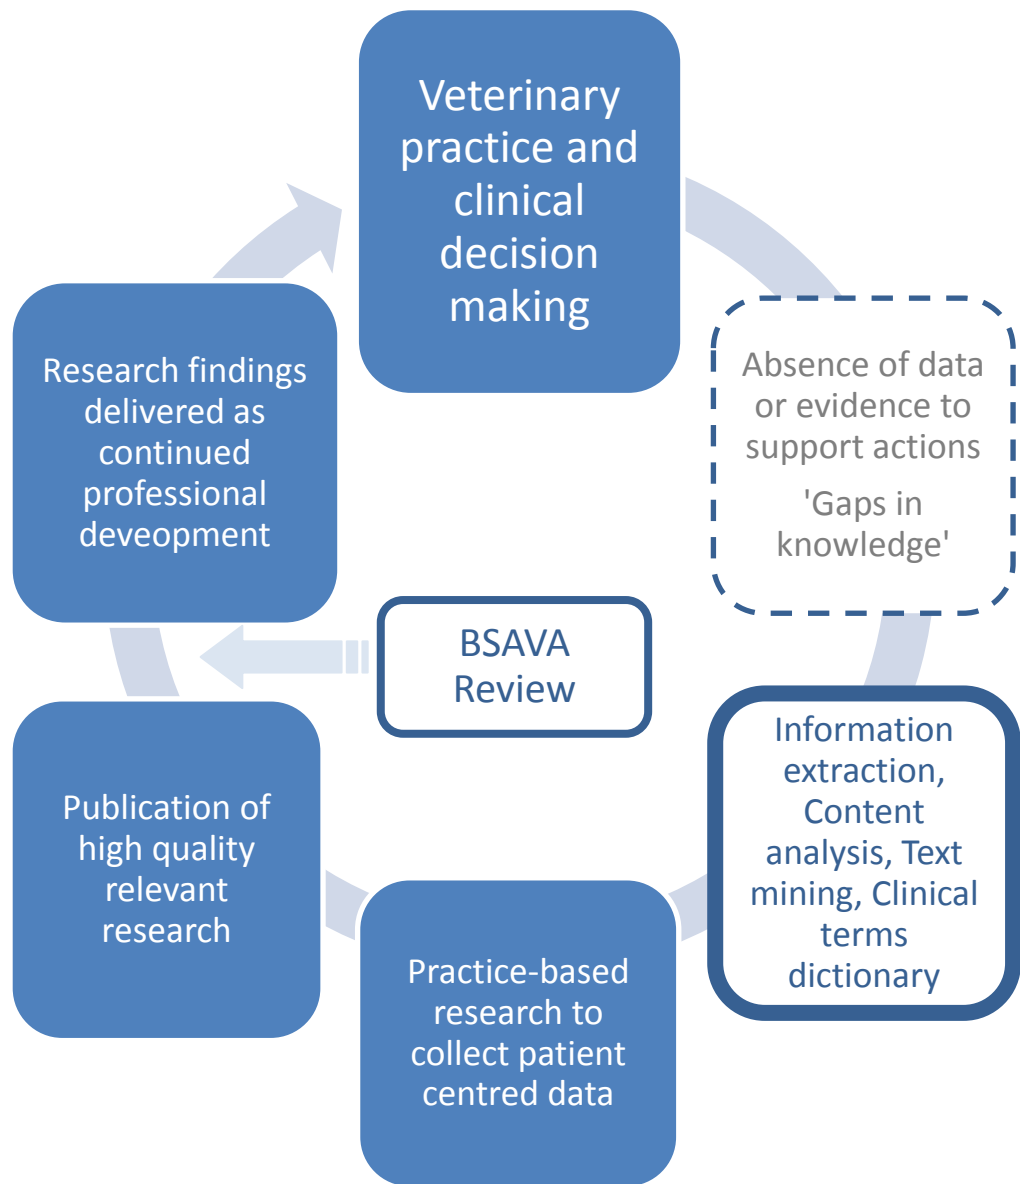 Veterinary
practice and
clinical
decision
making
Absence of data
or evidence to
support actions
'Gaps in
knowledge'
Information
extraction,
Content
analysis, Text
mining, Clinical
terms
dictionary
Practice-based
research to
collect patient
centred data
Publication of
high quality
relevant
research
BSAVA
Review
Research findings
delivered as
continued
professional
deveopment